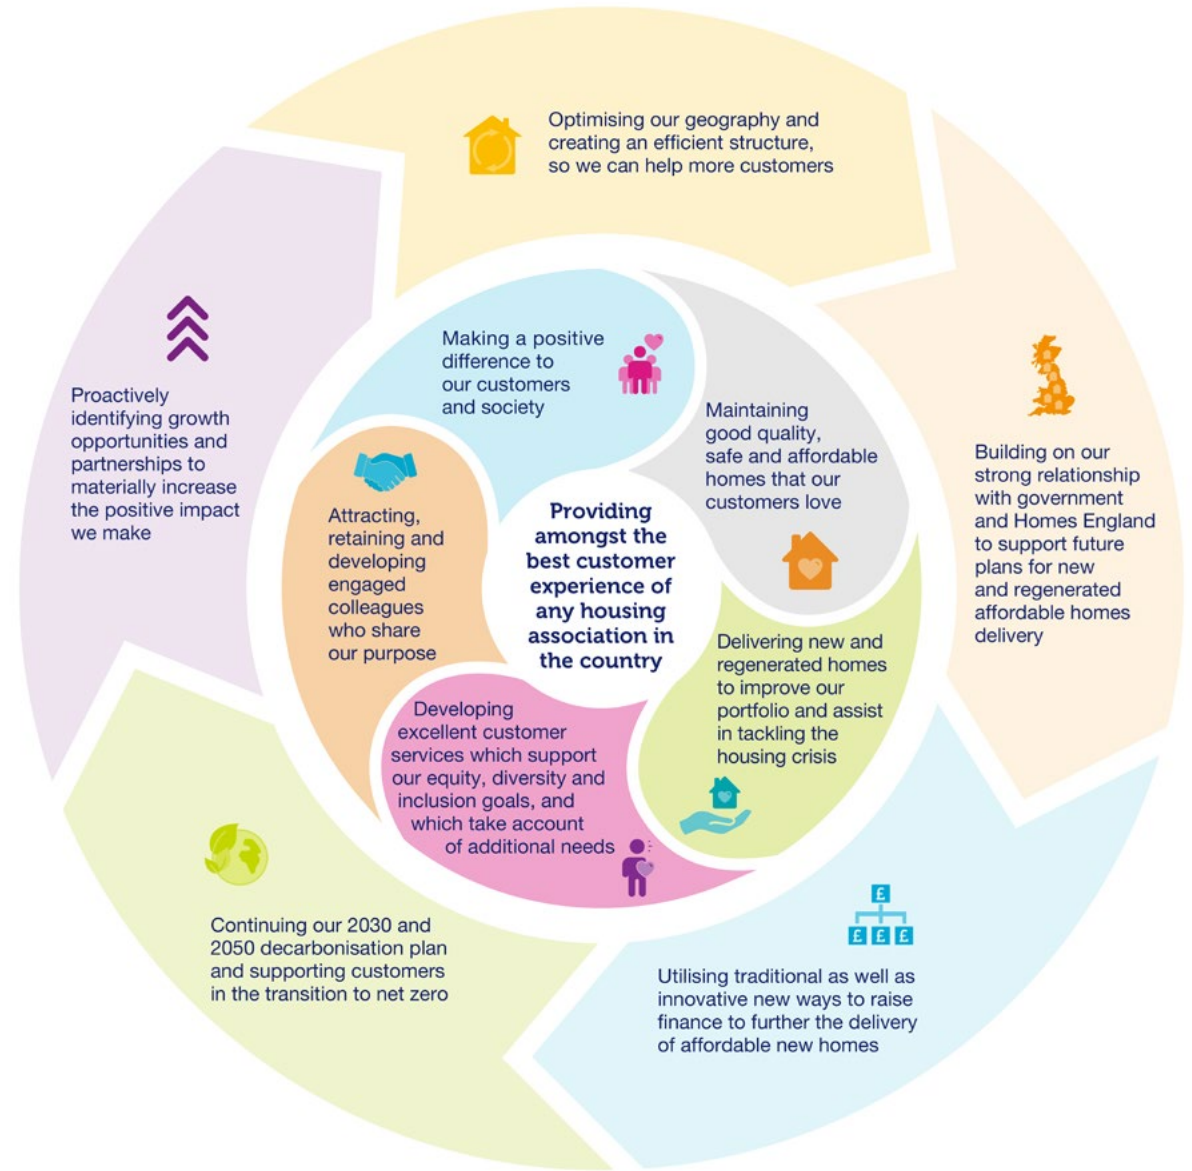 Optimising our geography and
creating an efficient structure,
so we can help more customers
Building on our
strong relationship
with government
and Homes England
to support future
plans for new
and regenerated
affordable homes
delivery
£
£ £ £
Utilising traditional as well as
innovative new ways to raise
finance to further the delivery
of affordable new homes
Continuing our 2030 and
2050 decarbonisation plan
and supporting customers
in the transition to net zero
Proactively
identifying growth
opportunities and
partnerships to
materially increase
the positive impact
we make
Making a positive
difference to
our customers
and society
Maintaining
good quality,
safe and affordable
homes that our
customers love
Delivering new and
regenerated homes
to improve our
portfolio and assist
in tackling the
housing crisis
Developing
excellent customer
services which support
our equity, diversity and
inclusion goals, and
which take account
of additional needs
Attracting,
retaining and
developing
engaged
colleagues
who share
our purpose
Providing
amongst the
best customer
experience of
any housing
association in
the country